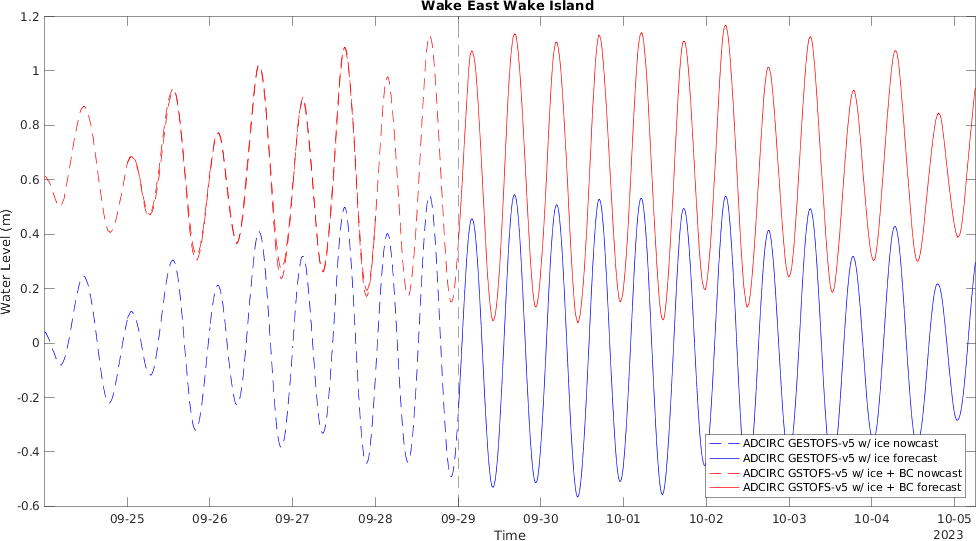 Wake East Wake Island
1.2
1
0.8
0.6
0.4
0.2
0
-0.2
-0.4
-0.6
Water Level (m)
ADCIRC GESTOFS-v5 w/ ice nowcast
ADCIRC GESTOFS-v5 w/ ice forecast
ADCIRC GSTOFS-v5 w/ ice + BC nowcast
ADCIRC GSTOFS-v5 w/ ice + BC forecast
09-25 09-26 09-27 09-28 09-29 09-30 10-01 10-02 10-03 10-04 10-05
Time 2023